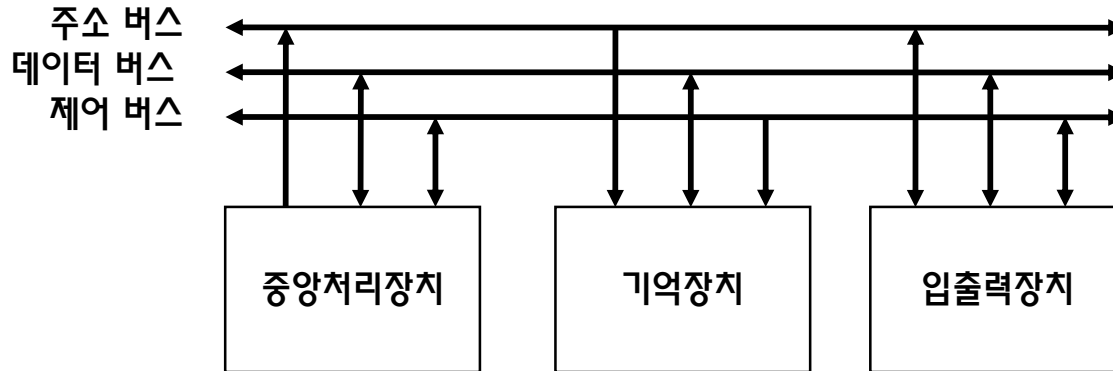 주소 버스
데이터 버스
제어 버스
중앙처리장치
기억장치
입출력장치